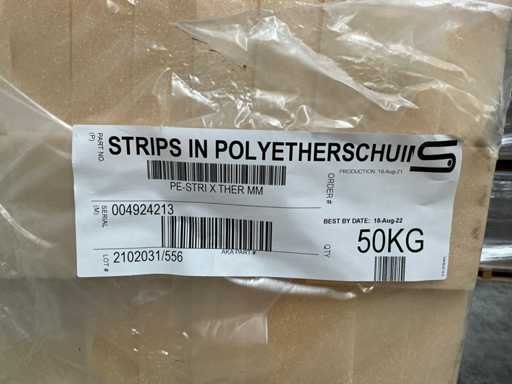 PART NO.
(P)
STRIPS IN POLYETHERSCHUIM
PE-STRI X THER MM
ORDER #
PRODUCTION: 18-Aug-21
SERIAL
(M)
004924213
BEST BY DATE: 18-Aug-22
LOT #
2102031/556
AKA PART #
QTY
50KG